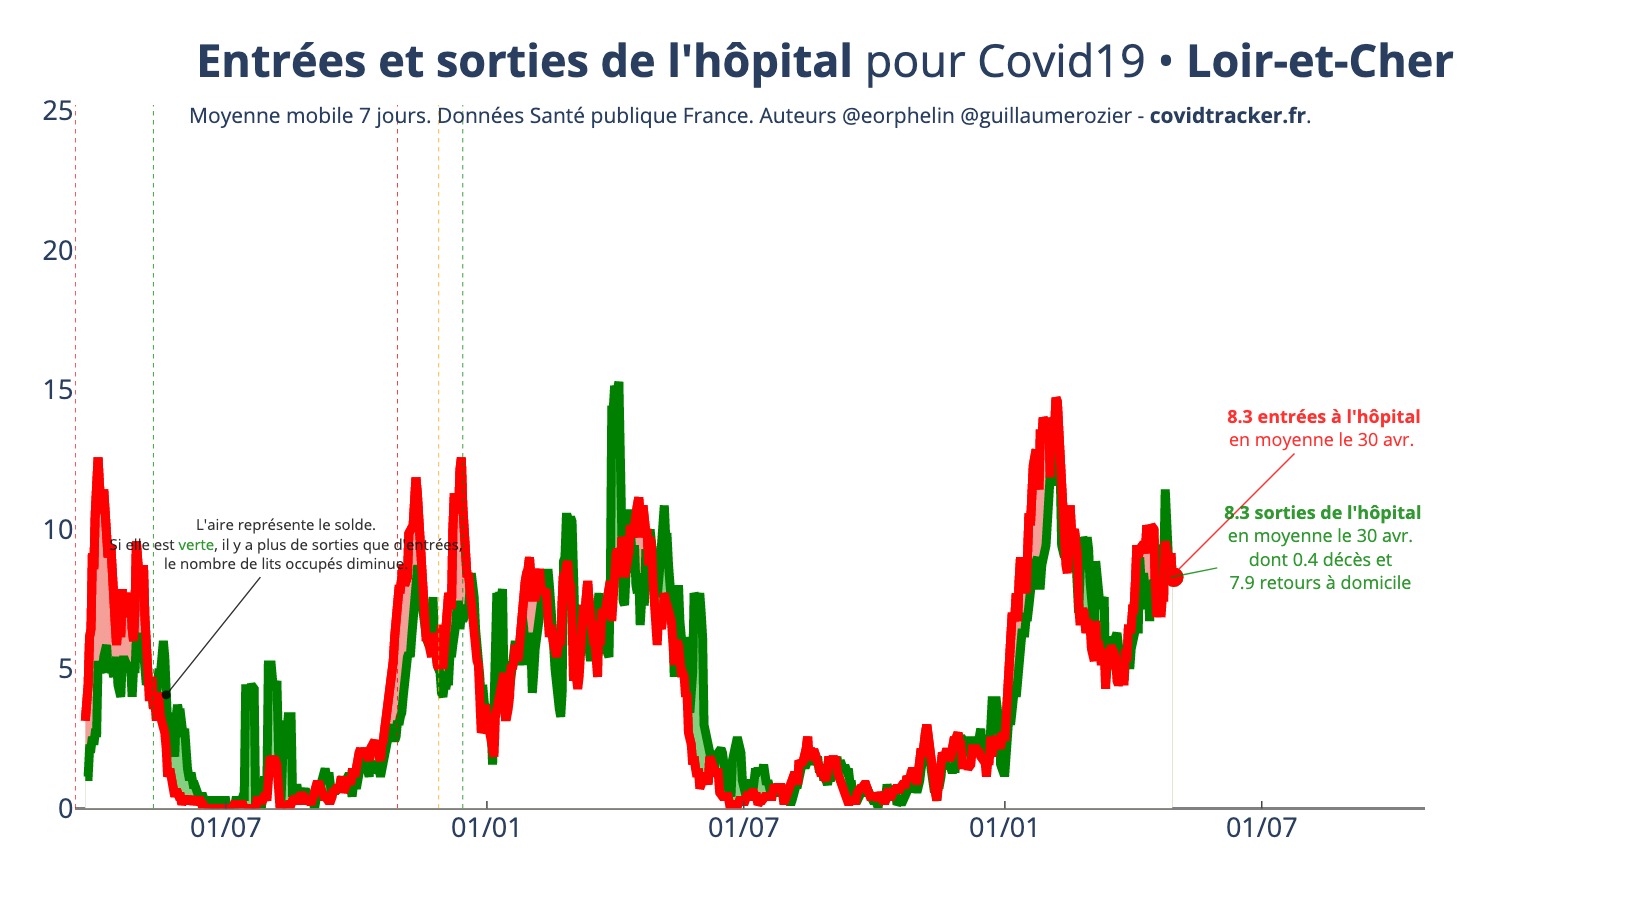 Entrées et sorties de l'hôpital pour Covid19 • Loir-et-Cher
Moyenne mobile 7 jours. Données Santé publique France. Auteurs @eorphelin @guillaumerozier - covidtracker.fr.
25
20
15
10
5
0
L'aire représente le solde.
Si elle est verte, il y a plus de sorties que d'entrées,
le nombre de lits occupés diminue.
8.3 entrées à l'hôpital
en moyenne le 30 avr.
8.3 sorties de l'hôpital
en moyenne le 30 avr.
dont 0.4 décès et
7.9 retours à domicile
01/07
01/01
01/07
01/01
01/07